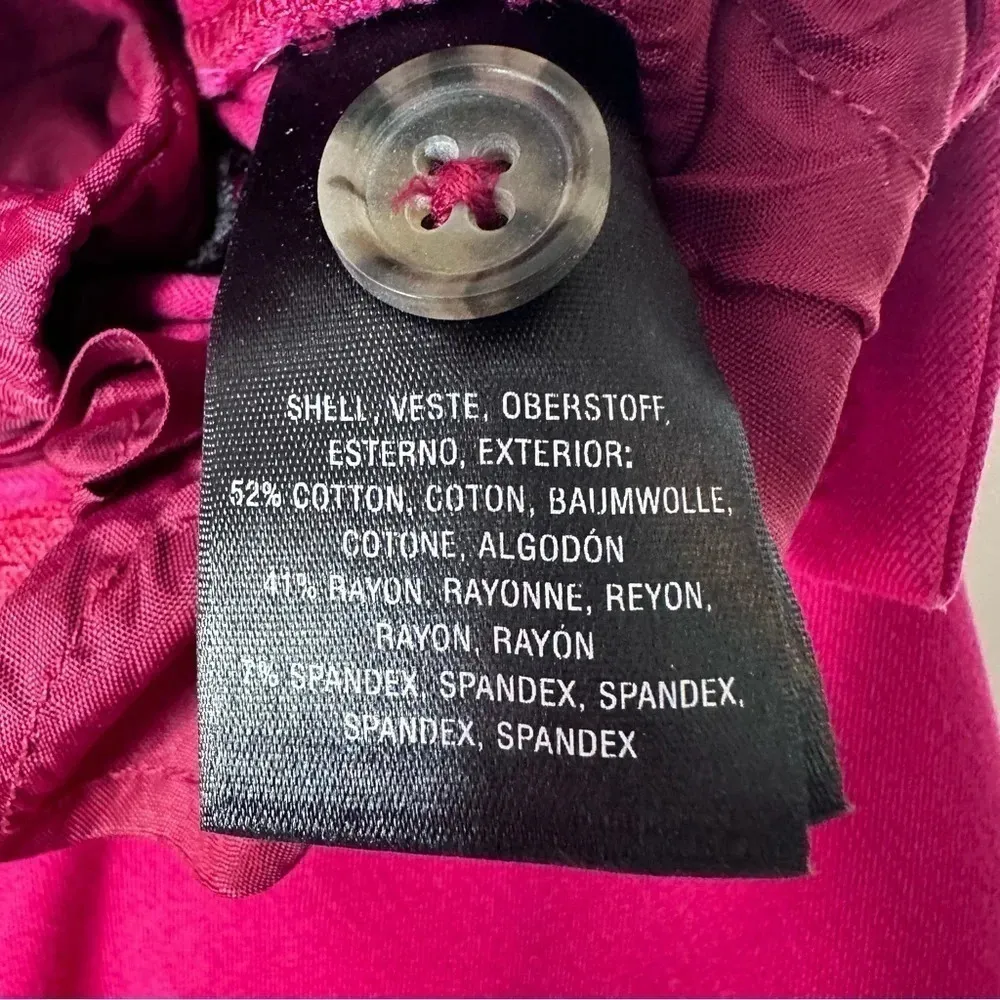 SHELL, VESTE, OBERSTOFF,
ESTERNO, EXTERIOR:
52% COTTON, COTON, BAUMWOLLE,
COTONE, ALGODÓN
41% RAYON, RAYONNE, REYON,
RAYON, RAYÓN
7% SPANDEX, SPANDEX, SPANDEX,
SPANDEX, SPANDEX